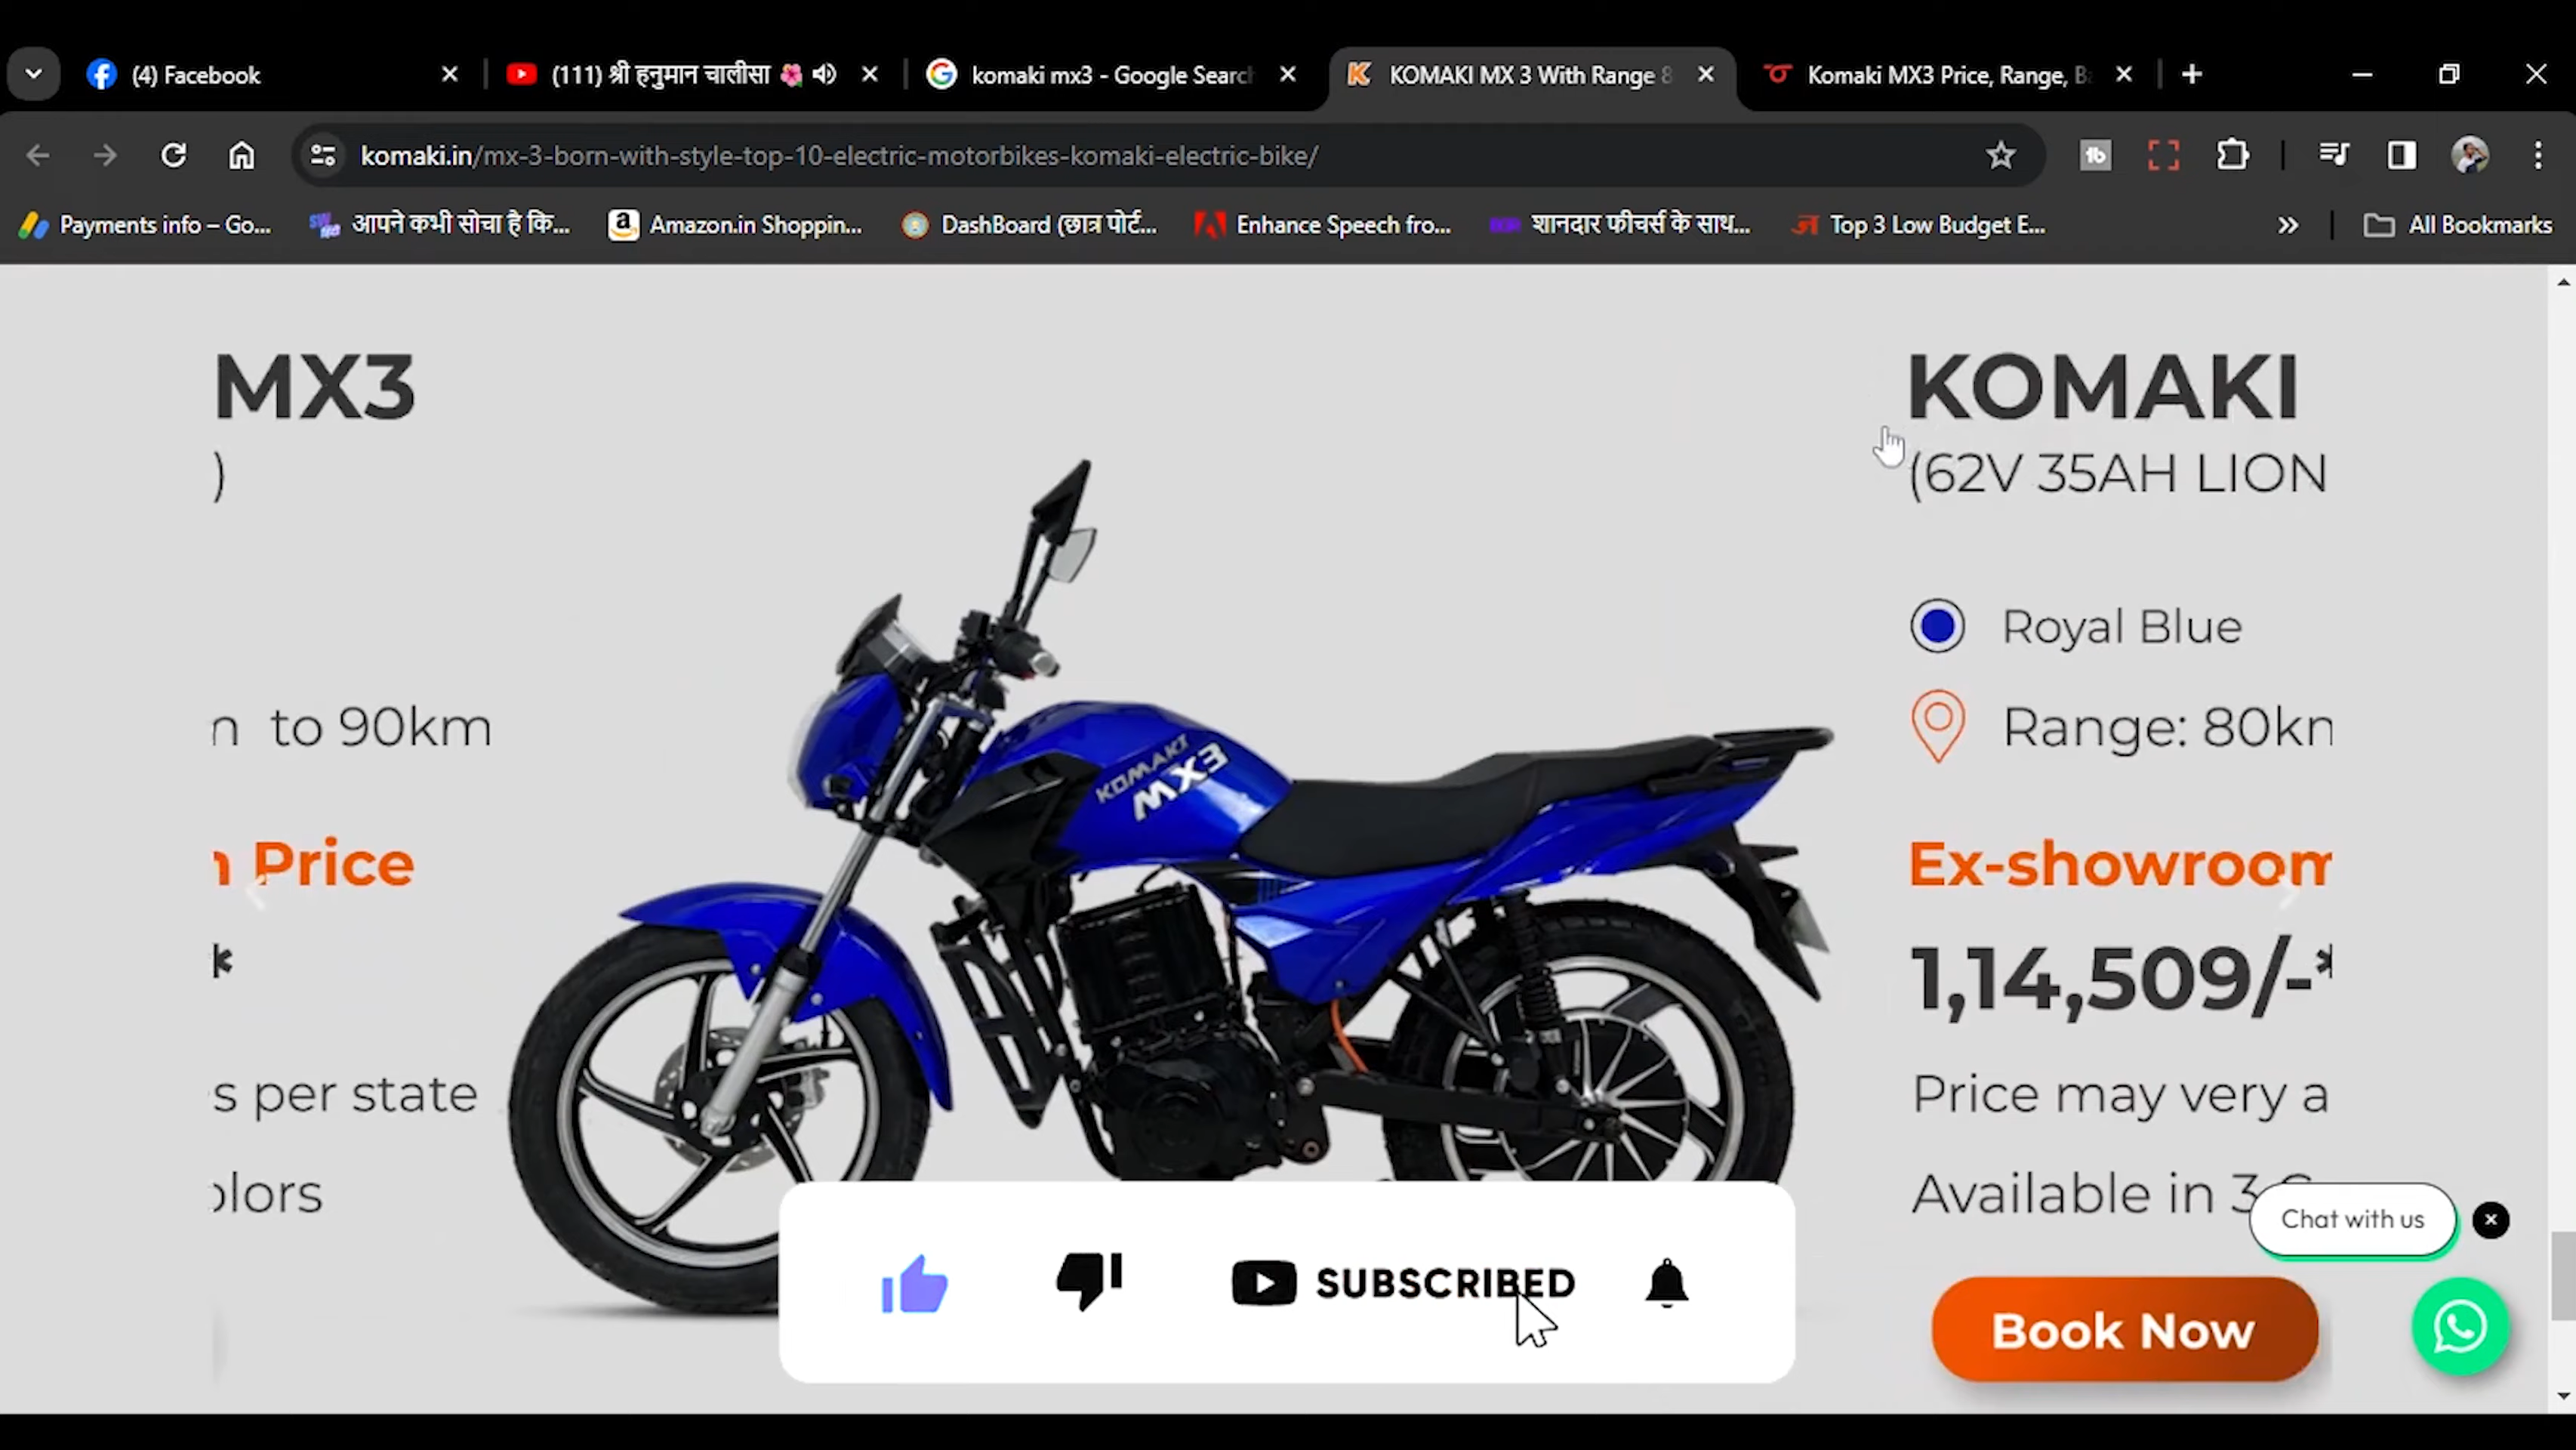 (4) Facebook
(111) श्री हनुमान चालीसा 🌺
komaki mx3 - Google Search
KOMAKI MX 3 With Range 8
Komaki MX3 Price, Range, Ba
komaki.in/mx-3-born-with-style-top-10-electric-motorbikes-komaki-electric-bike/
Payments info – Go...
आपने कभी सोचा है कि...
Amazon.in Shoppin...
DashBoard (छात्र पोर्ट...
Enhance Speech fro...
शानदार फीचर्स के साथ...
Top 3 Low Budget E...
All Bookmarks
MX3
)
n to 90km
n Price
*
s per state
olors
KOMAKI
MX3
KOMAKI
(62V 35AH LION
Royal Blue
Range: 80km
Ex-showroom
1,14,509/-*
Price may very a
Available in 3 C
Chat with us
Book Now
SUBSCRIBED